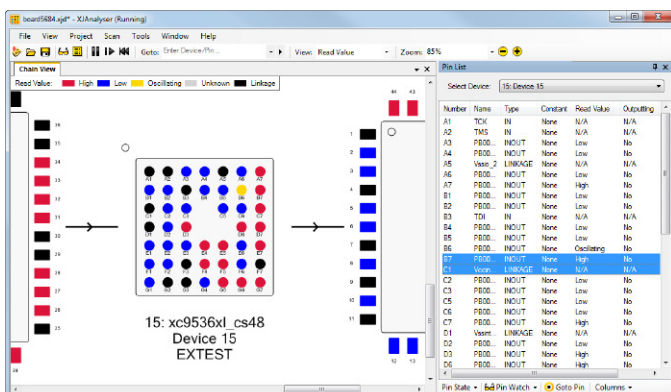 board5684.xjd* - XJAnalyser (Running)
File View Project Scan Tools Window Help
Goto: Enter Device/Pin... View: Read Value Zoom: 85%
Chain View
Read Value: High Low Oscillating Unknown Linkage
15: xc9536xl_cs48
Device 15
EXTEST
Pin List
Select Device: 15: Device 15
Number Name Type Constant Read Value Outputting
A1 TCK IN None N/A N/A
A2 TMS IN None N/A N/A
A3 PB00... INOUT None Low No
A4 PB00... INOUT None Low No
A5 Vssio_2 LINKAGE None N/A N/A
A6 PB00... INOUT None Low No
A7 PB00... INOUT None High No
B1 PB00... INOUT None Low No
B2 PB00... INOUT None Low No
B3 TDI IN None N/A N/A
B4 PB00... INOUT None Low No
B5 PB00... INOUT None Low No
B6 PB00... INOUT None Oscillating No
B7 PB00... INOUT None High No
C1 Vccin... LINKAGE None N/A N/A
C2 PB00... INOUT None Low No
C3 PB00... INOUT None Low No
C5 PB00... INOUT None Low No
C6 PB00... INOUT None Low No
C7 PB00... INOUT None High No
D1 Vssint... LINKAGE None N/A N/A
D2 PB00... INOUT None Low No
D3 PB00... INOUT None High No
D6 PB00... INOUT None High No
Pin State Pin Watch Goto Pin Columns